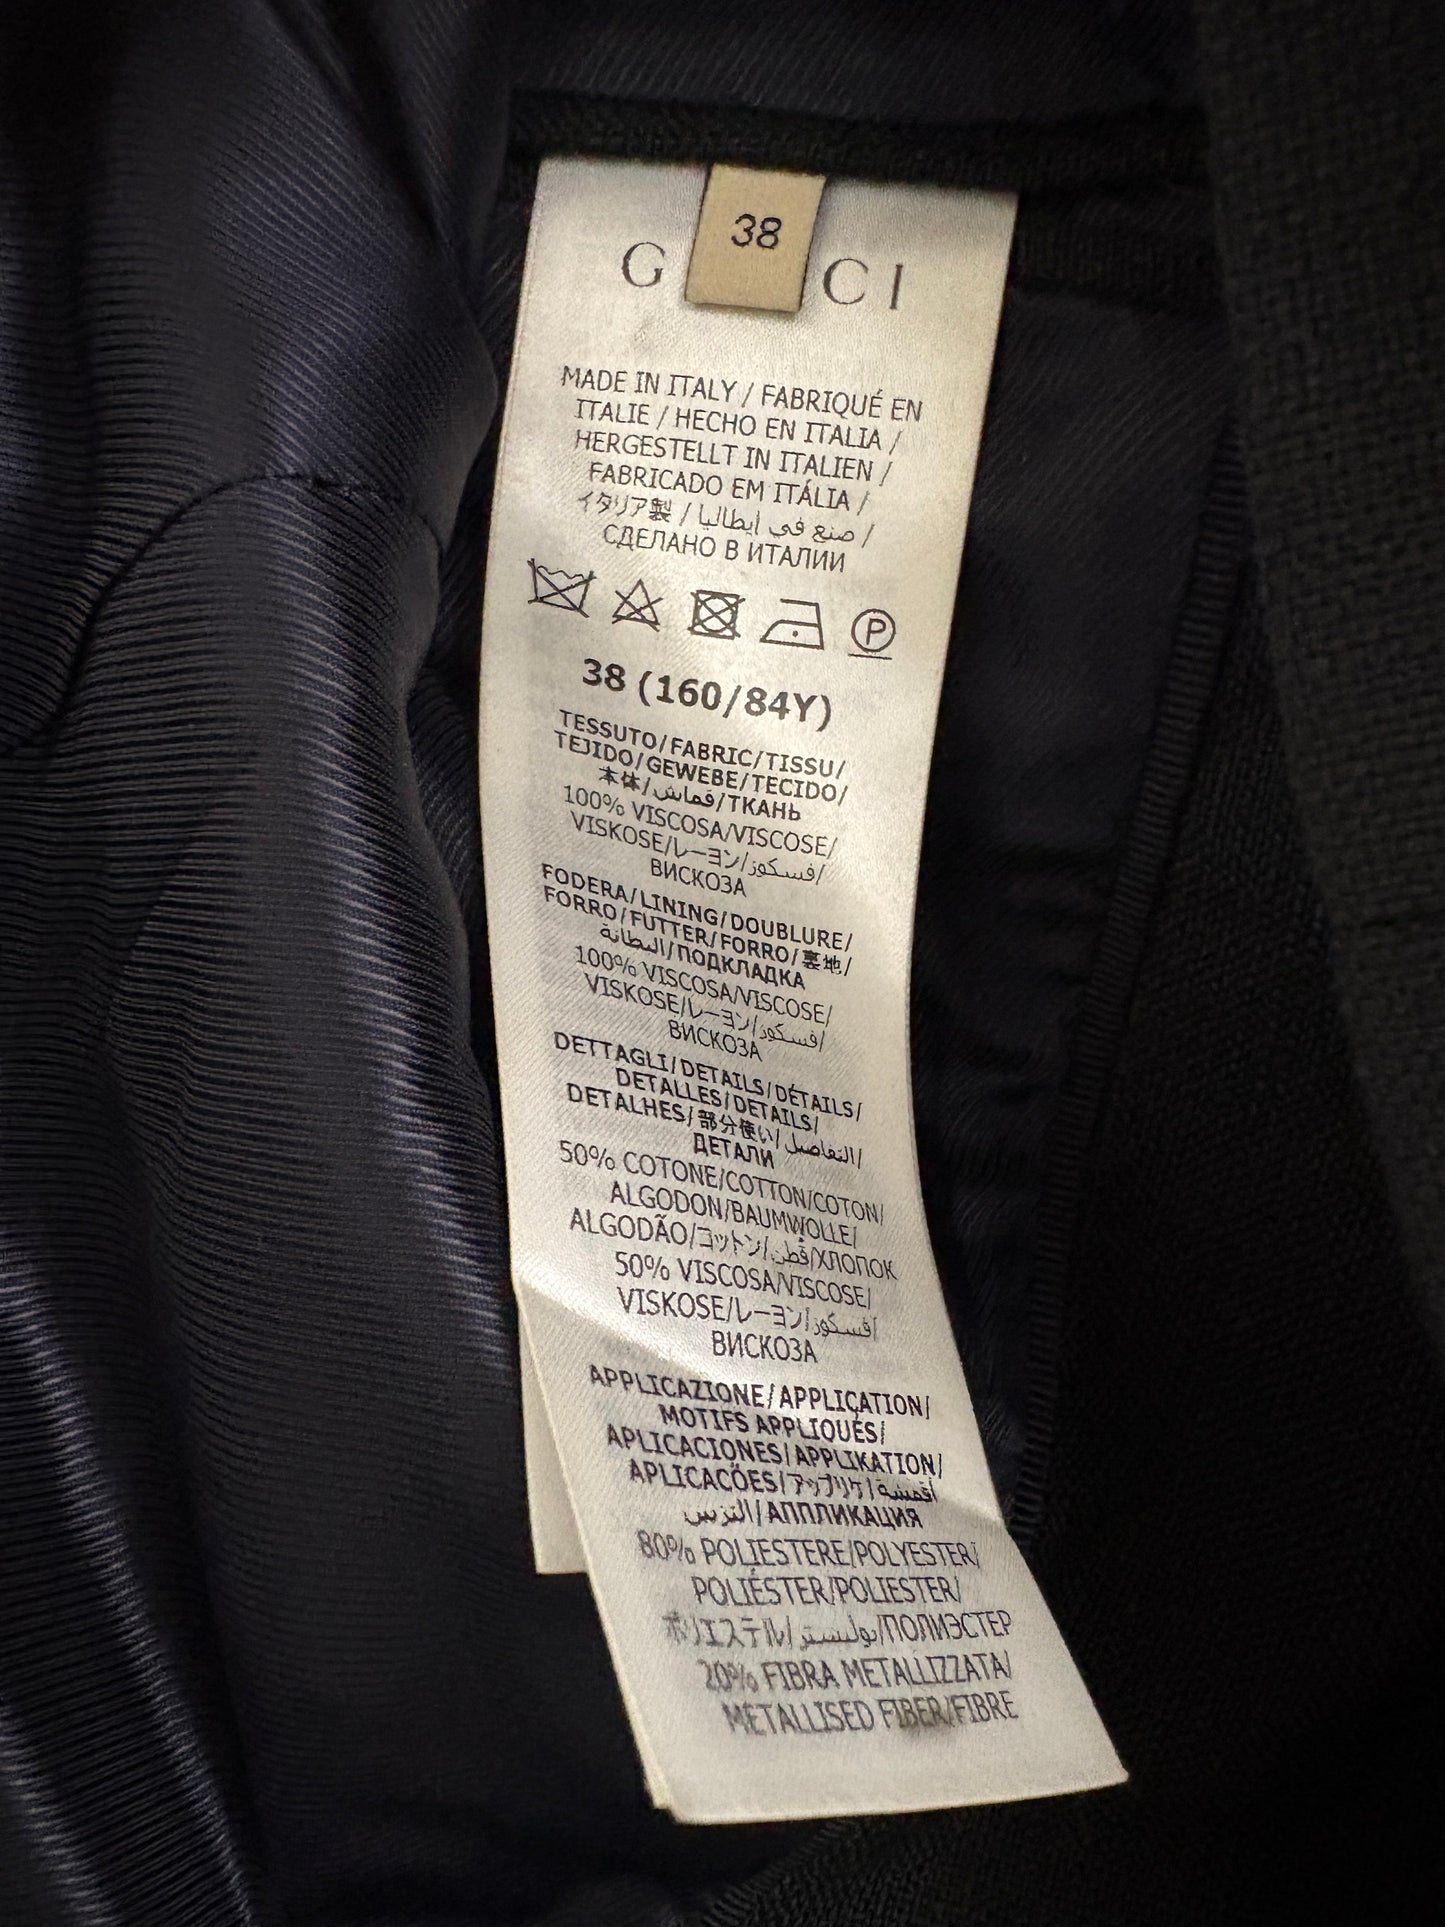 38
G CI
MADE IN ITALY / FABRIQUÉ EN
ITALIE / HECHO EN ITALIA /
HERGESTELLT IN ITALIEN /
FABRICADO EM ITÁLIA /
イタリア製 / صنع في ايطاليا /
СДЕЛАНО В ИТАЛИИ
P
38 (160/84Y)
TESSUTO/FABRIC/TISSU/
TEJIDO/GEWEBE/TECIDO/
本体/قماش/ТКАНЬ
100% VISCOSA/VISCOSE/
VISKOSE/レーヨン/فسكوز/
ВИСКОЗА
FODERA/LINING/DOUBLURE/
FORRO/FUTTER/FORRO/裏地/
البطانة/ПОДКЛАДКА
100% VISCOSA/VISCOSE/
VISKOSE/レーヨン/فسكوز/
ВИСКОЗА
DETTAGLI/DETAILS/DÉTAILS/
DETALLES/DETAILS/
DETALHES/部分使い/التفاصيل/
ДЕТАЛИ
50% COTONE/COTTON/COTON/
ALGODON/BAUMWOLLE/
ALGODÃO/コットン/قطن/ХЛОПОК
50% VISCOSA/VISCOSE/
VISKOSE/レーヨン/فسكوز/
ВИСКОЗА
APPLICAZIONE/APPLICATION/
MOTIFS APPLIQUÉS/
APLICACIONES/APPLIKATION/
APLICACÕES/アップリケ/أقمشة
الترس/АППЛИКАЦИЯ
80% POLIESTERE/POLYESTER/
POLIÉSTER/POLIESTER/
ポリエステル/بوليستر/ПОЛИЭСТЕР
20% FIBRA METALLIZZATA/
METALLISED FIBER/FIBRE